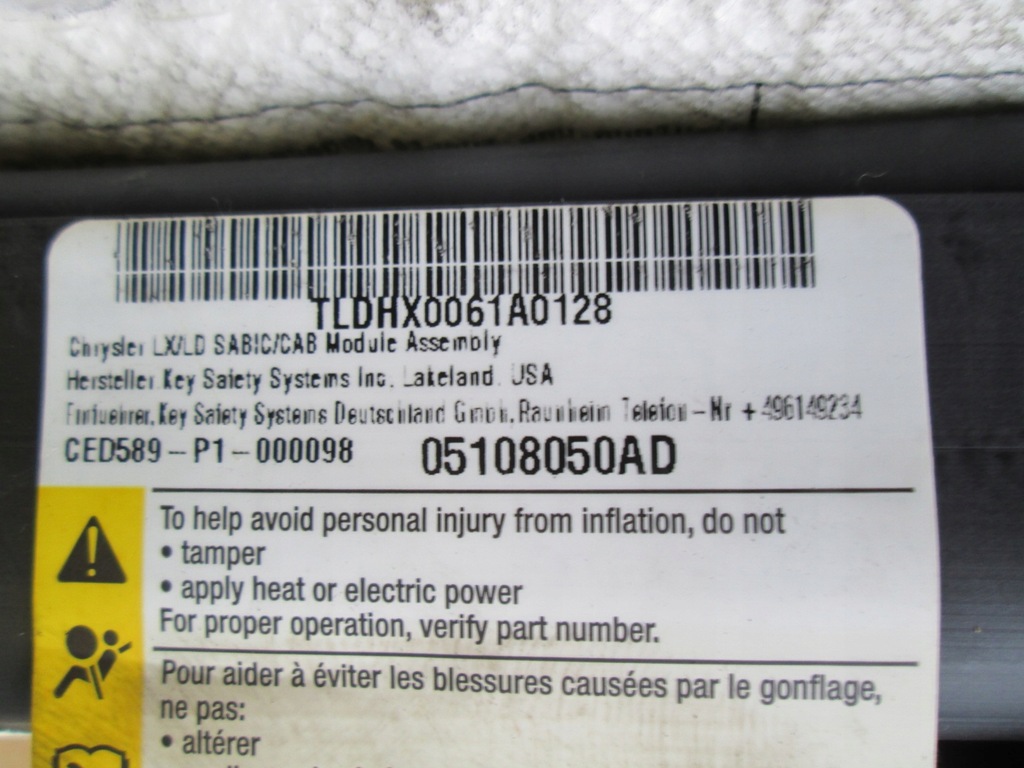 TLDHX0061A0128
Chrysler LX/LD SABIC/CAB Module Assembly
Hersteller Key Safety Systems Inc. Lakeland. USA
Key Safety Systems Deutschland Gmbh. Raunheim Telefon - Nr + 496149234
CED589 - P1 - 000098 05108050AD
To help avoid personal injury from inflation, do not
• tamper
• apply heat or electric power
For proper operation, verify part number.
Pour aider à éviter les blessures causées par le gonflage,
ne pas:
• altérer